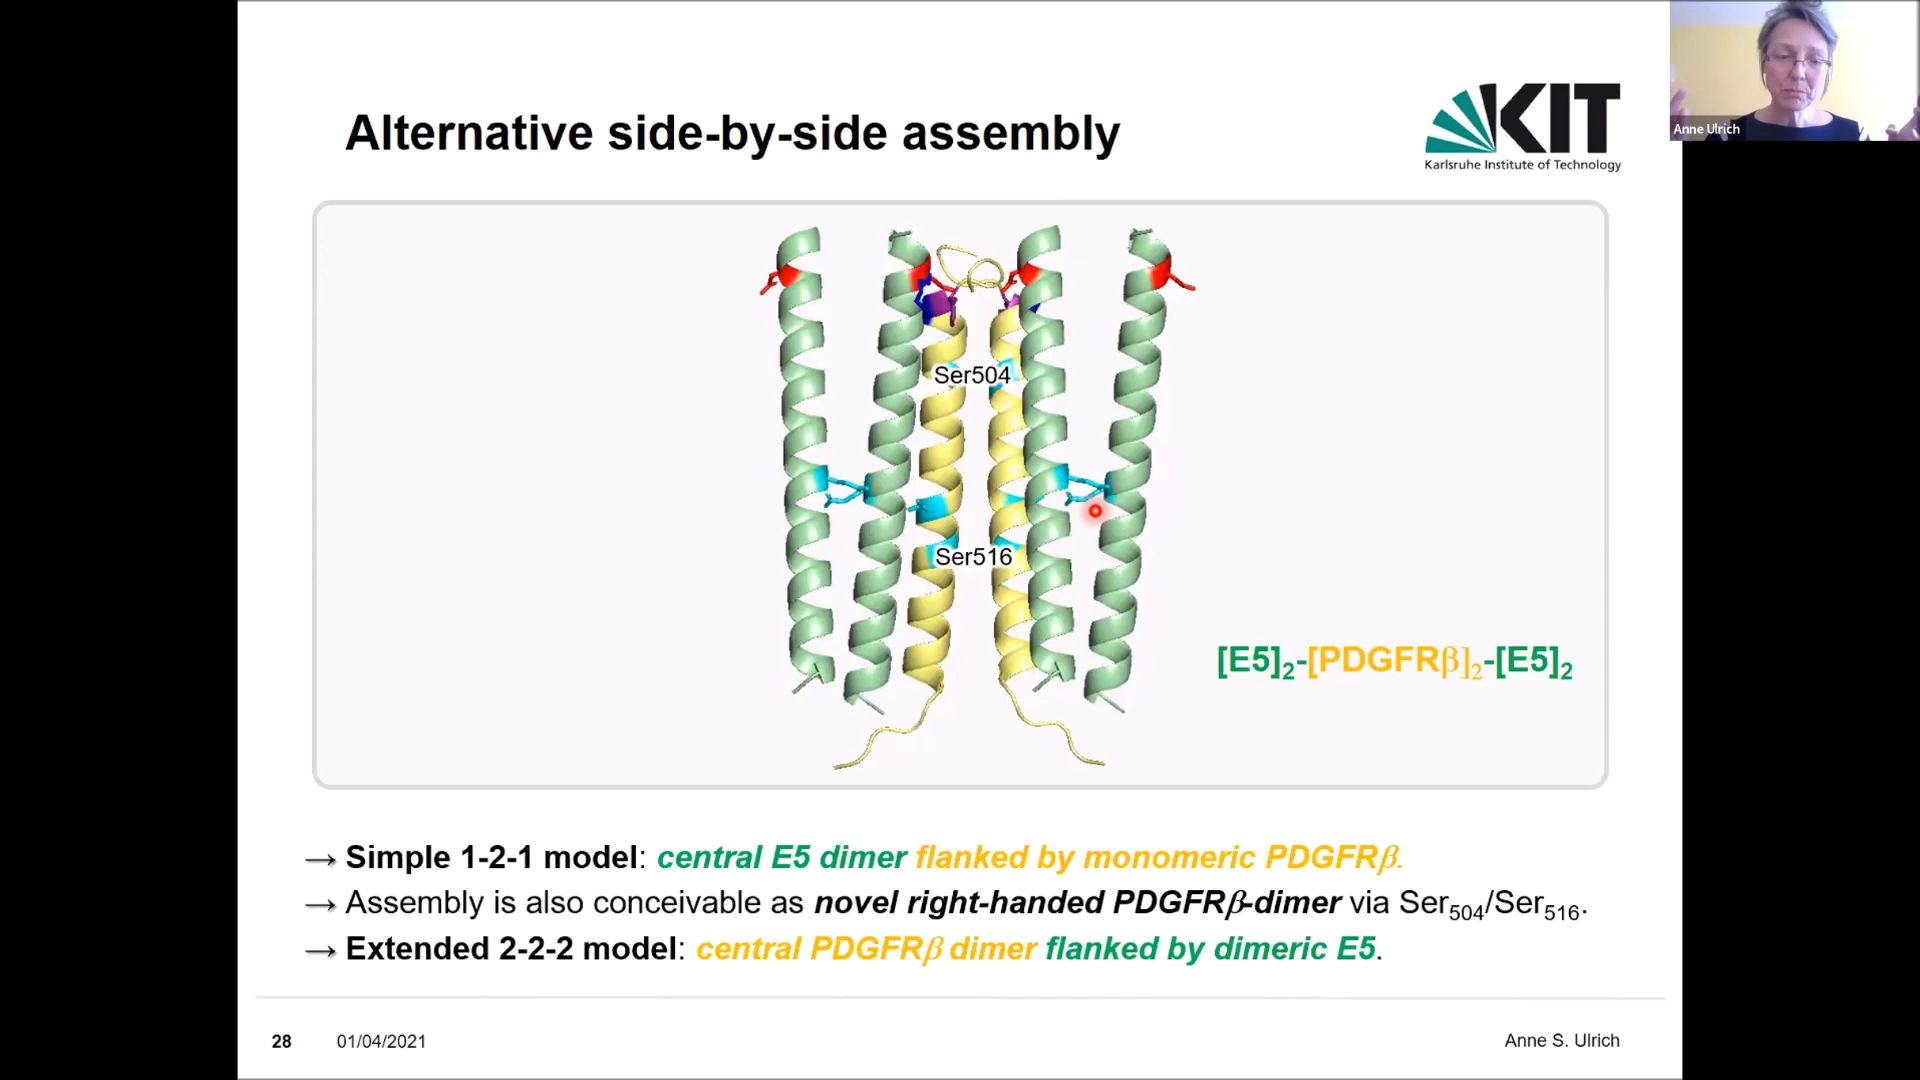 Alternative side-by-side assembly
KIT
Karlsruhe Institute of Technology
Anne Ulrich
Ser504
Ser516
[E5]₂-[PDGFRβ]₂-[E5]₂
→ Simple 1-2-1 model: central E5 dimer flanked by monomeric PDGFRβ.
→ Assembly is also conceivable as novel right-handed PDGFRβ-dimer via Ser₅₀₄/Ser₅₁₆.
→ Extended 2-2-2 model: central PDGFRβ dimer flanked by dimeric E5.
28 01/04/2021 Anne S. Ulrich